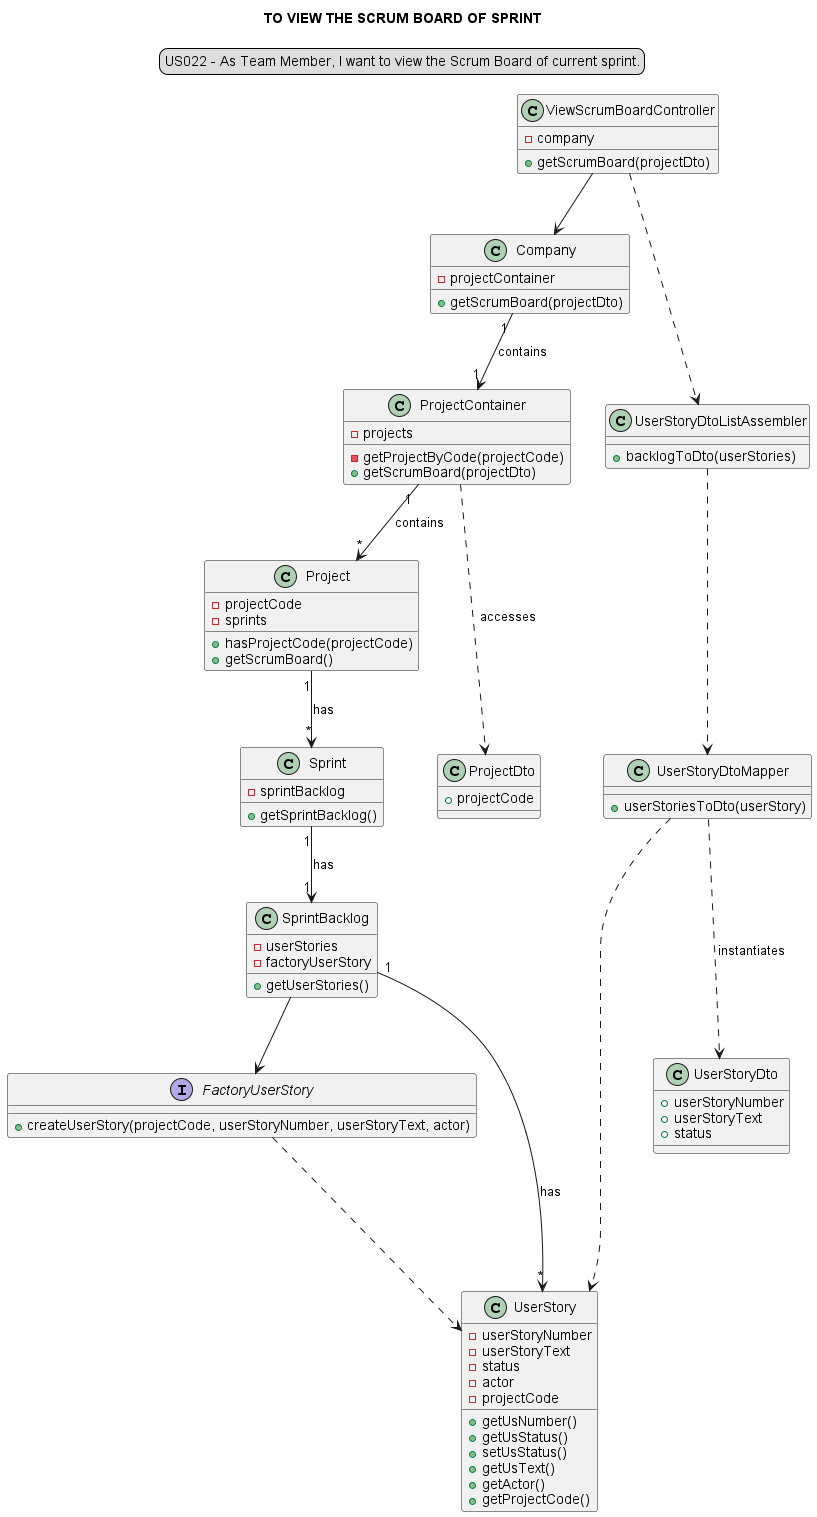 TO VIEW THE SCRUM BOARD OF SPRINT
US022 - As Team Member, I want to view the Scrum Board of current sprint.
C ViewScrumBoardController
company
getScrumBoard(projectDto)
C Company
projectContainer
getScrumBoard(projectDto)
1
contains
1
C ProjectContainer
projects
getProjectByCode(projectCode)
getScrumBoard(projectDto)
C UserStoryDtoListAssembler
backlogToDto(userStories)
1
contains
*
C Project
projectCode
sprints
hasProjectCode(projectCode)
getScrumBoard()
accesses
1
has
*
C Sprint
sprintBacklog
getSprintBacklog()
C ProjectDto
projectCode
C UserStoryDtoMapper
userStoriesToDto(userStory)
1
has
1
C SprintBacklog
userStories
factoryUserStory
getUserStories()
1
instantiates
I FactoryUserStory
createUserStory(projectCode, userStoryNumber, userStoryText, actor)
C UserStoryDto
userStoryNumber
userStoryText
status
has
*
C UserStory
userStoryNumber
userStoryText
status
actor
projectCode
getUsNumber()
getUsStatus()
setUsStatus()
getUsText()
getActor()
getProjectCode()